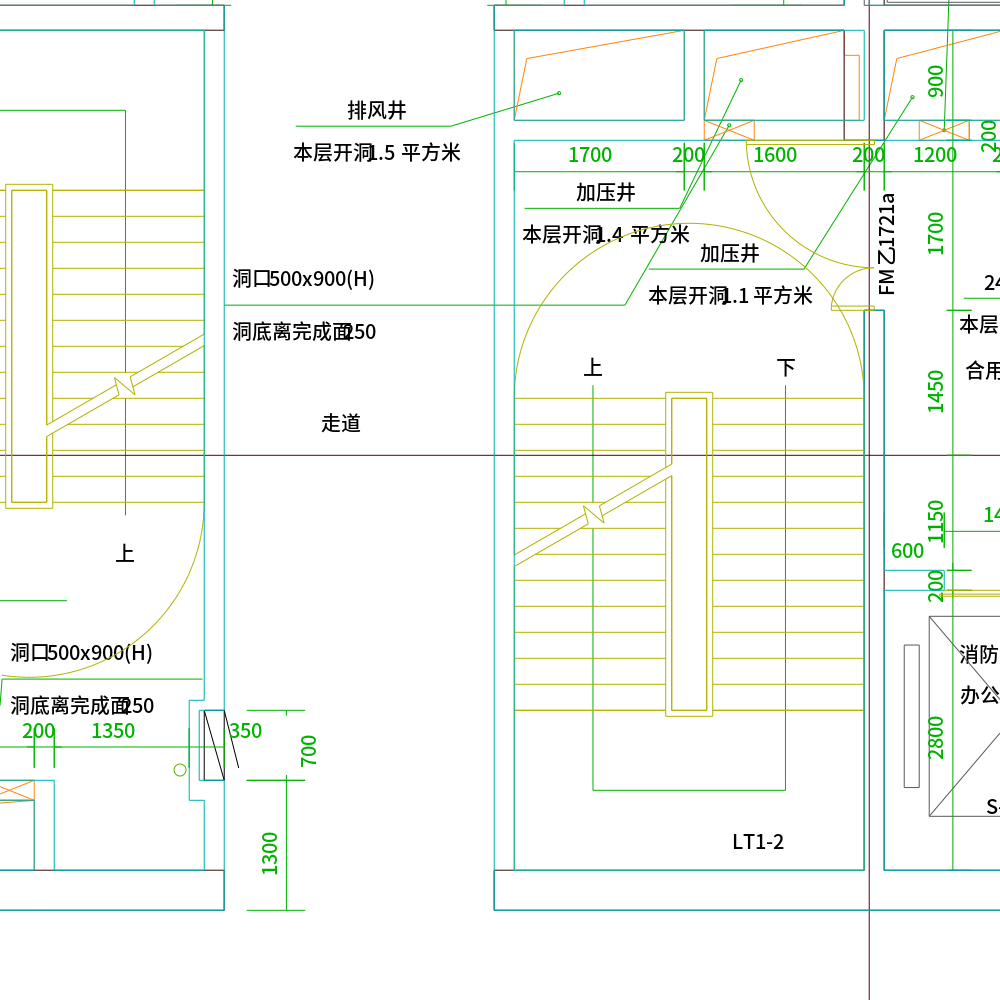 排风井
本层开洞1.5 平方米
900
200
1700
200
1600
200
1200
加压井
本层开洞1.4 平方米
加压井
本层开洞1.1 平方米
FM乙1721a
1700
洞口500x900(H)
洞底离完成面250
24
本层
合用
上
下
1450
走道
1150
14
600
200
上
洞口500x900(H)
洞底离完成面250
200
1350
350
700
消防
办公
2800
S-
LT1-2
1300